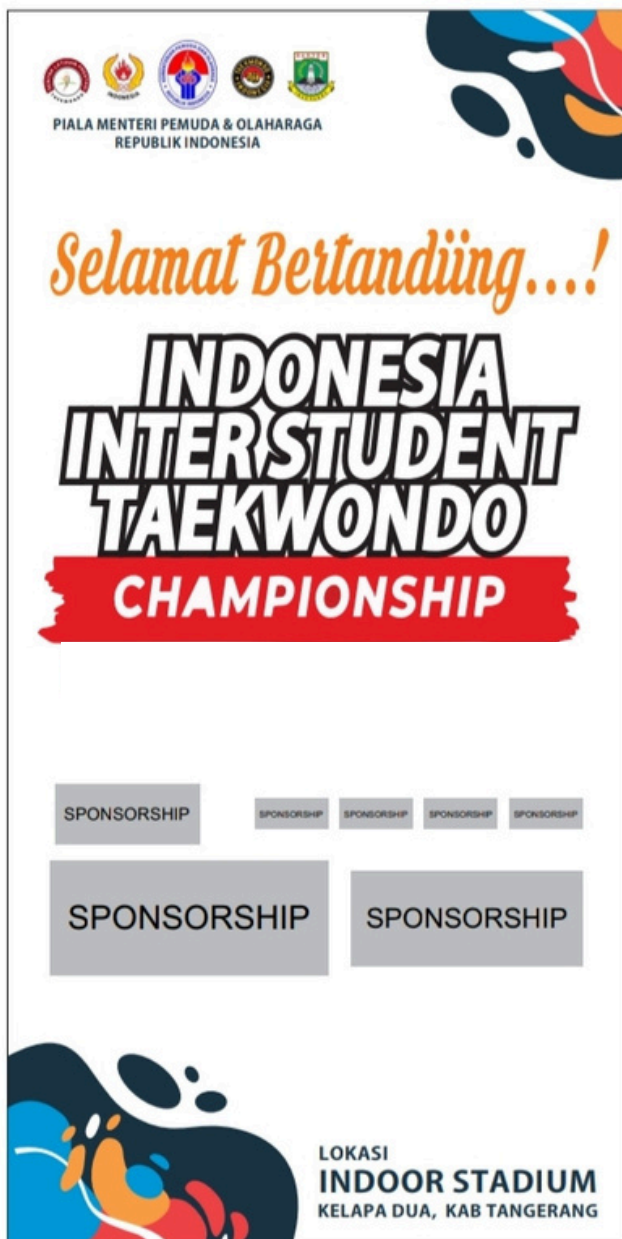 INDONESIA
PIALA MENTERI PEMUDA & OLAHARAGA
REPUBLIK INDONESIA
Selamat Bertandiing...!
INDONESIA
INTER STUDENT
TAEKWONDO
CHAMPIONSHIP
SPONSORSHIP
SPONSORSHIP
SPONSORSHIP
SPONSORSHIP
SPONSORSHIP
SPONSORSHIP
SPONSORSHIP
LOKASI
INDOOR STADIUM
KELAPA DUA, KAB TANGERANG